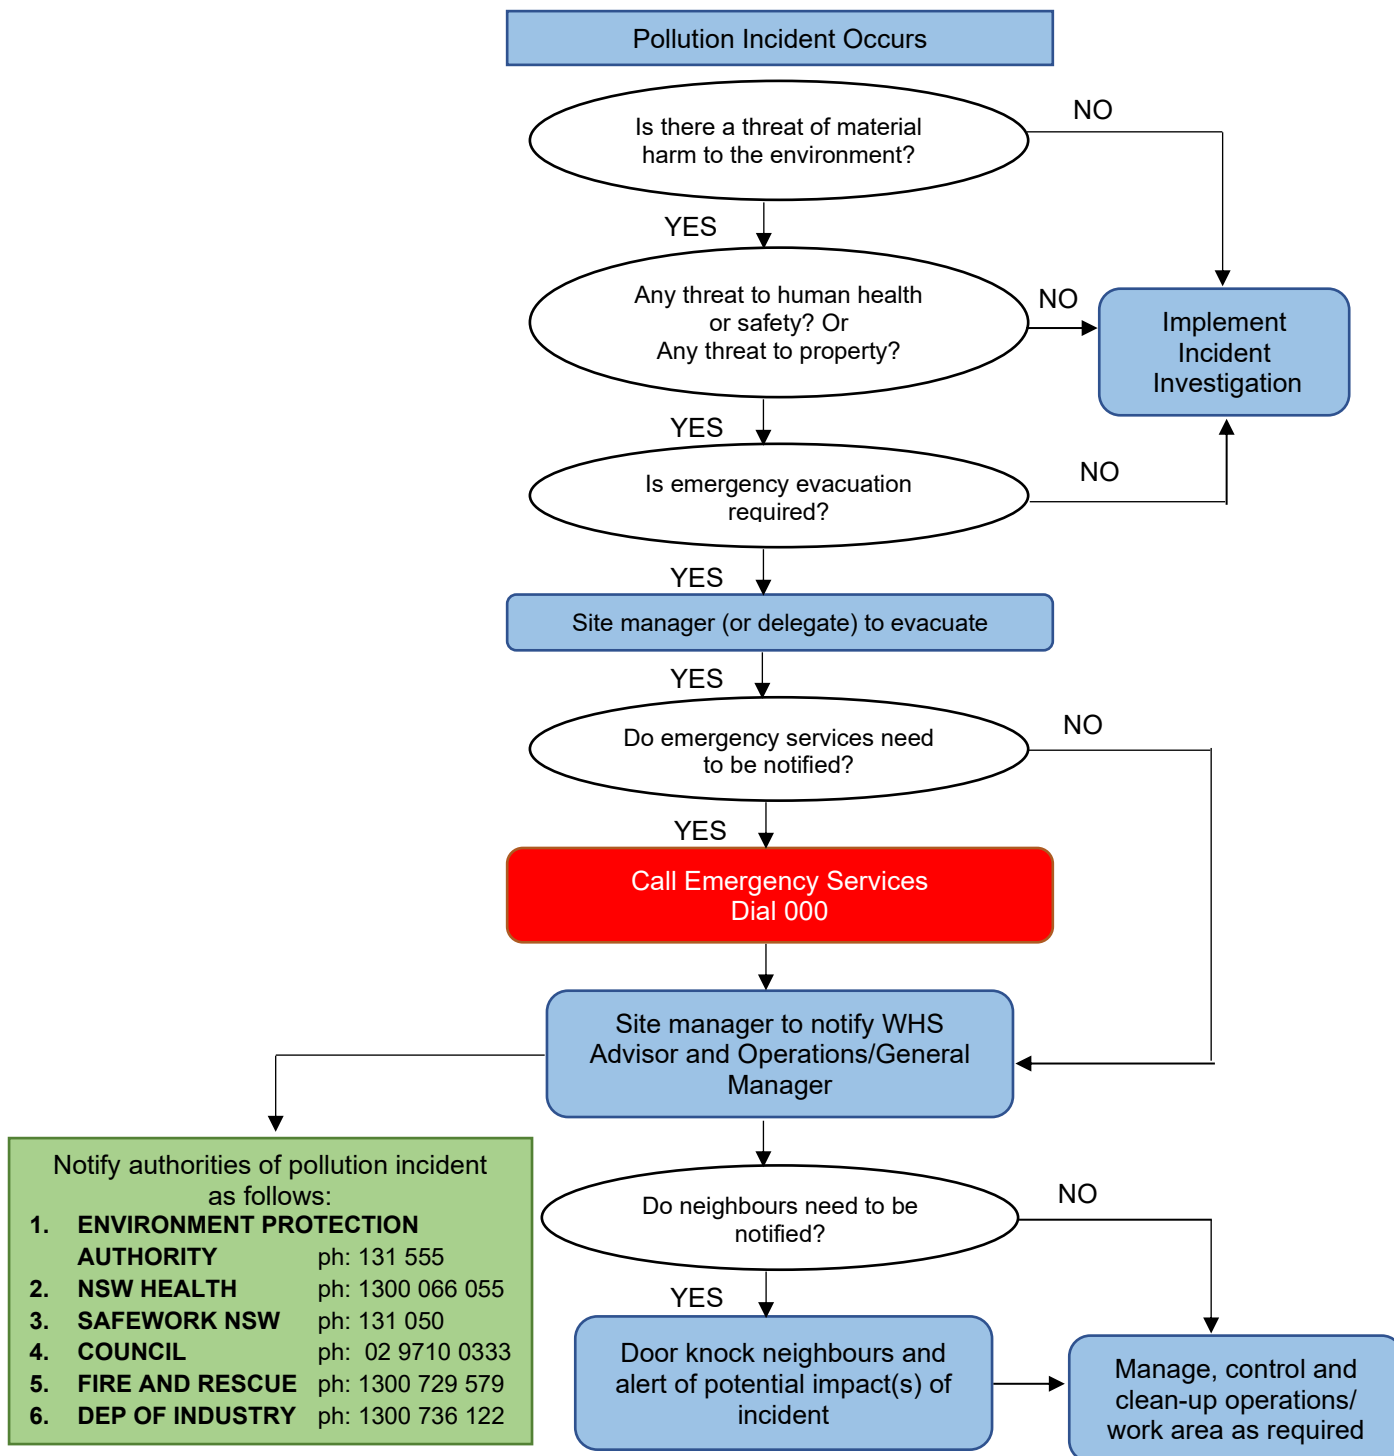 Pollution Incident Occurs
Is there a threat of material
harm to the environment?
NO
YES
Any threat to human health
or safety? Or
Any threat to property?
NO
Implement
Incident
Investigation
YES
Is emergency evacuation
required?
NO
YES
Site manager (or delegate) to evacuate
YES
Do emergency services need
to be notified?
NO
YES
Call Emergency Services
Dial 000
Site manager to notify WHS
Advisor and Operations/General
Manager
Notify authorities of pollution incident
as follows:
1. ENVIRONMENT PROTECTION
AUTHORITY ph: 131 555
2. NSW HEALTH ph: 1300 066 055
3. SAFEWORK NSW ph: 131 050
4. COUNCIL ph: 02 9710 0333
5. FIRE AND RESCUE ph: 1300 729 579
6. DEP OF INDUSTRY ph: 1300 736 122
Do neighbours need to be
notified?
NO
YES
Door knock neighbours and
alert of potential impact(s) of
incident
Manage, control and
clean-up operations/
work area as required